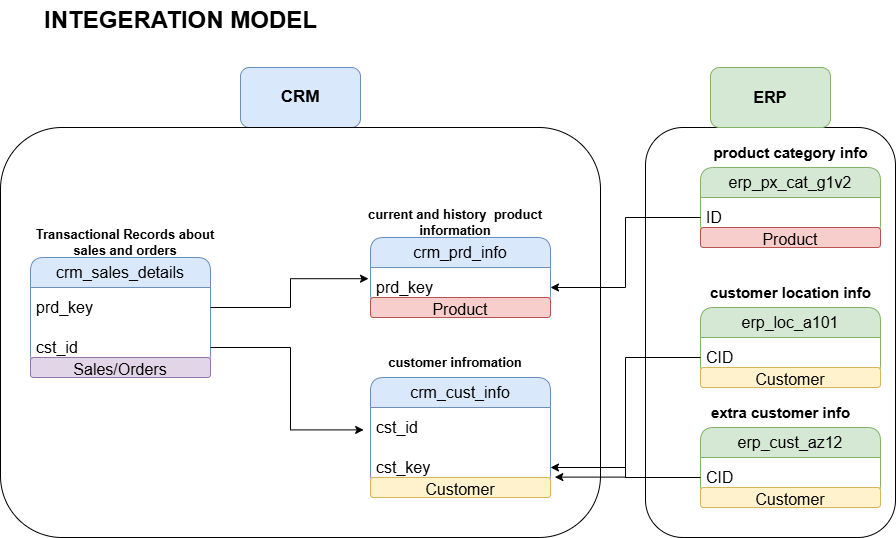 INTEGERATION MODEL
CRM
ERP
Transactional Records about
sales and orders
crm_sales_details
prd_key
cst_id
Sales/Orders
current and history product
information
crm_prd_info
prd_key
Product
customer infromation
crm_cust_info
cst_id
cst_key
Customer
product category info
erp_px_cat_g1v2
ID
Product
customer location info
erp_loc_a101
CID
Customer
extra customer info
erp_cust_az12
CID
Customer